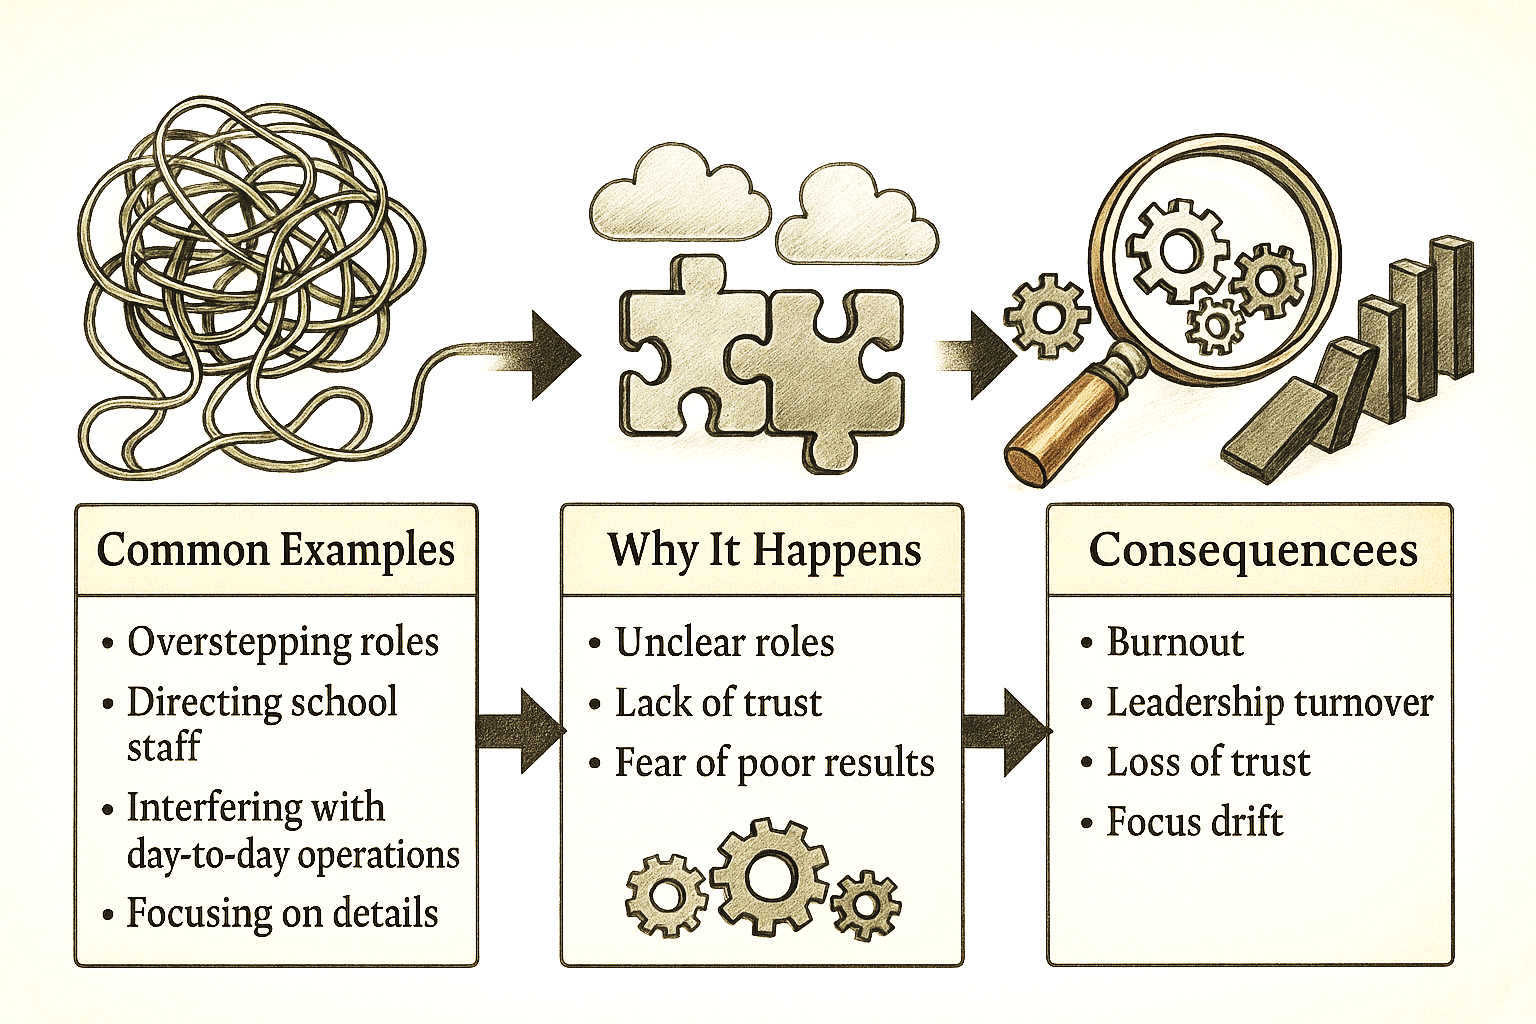 Common Examples
• Overstepping roles
• Directing school
staff
• Interfering with
day-to-day operations
• Focusing on details
Why It Happens
• Unclear roles
• Lack of trust
• Fear of poor results
Consequencees
• Burnout
• Leadership turnover
• Loss of trust
• Focus drift